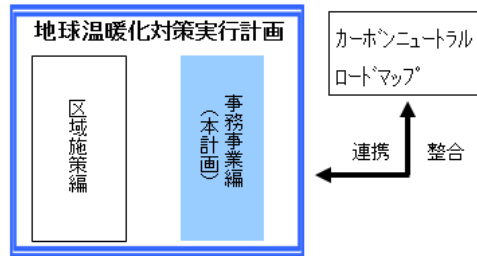 地球温暖化対策実行計画
区域施策編
事務事業編
（本計画）
カーボンニュートラル
ロードマップ
連携
整合